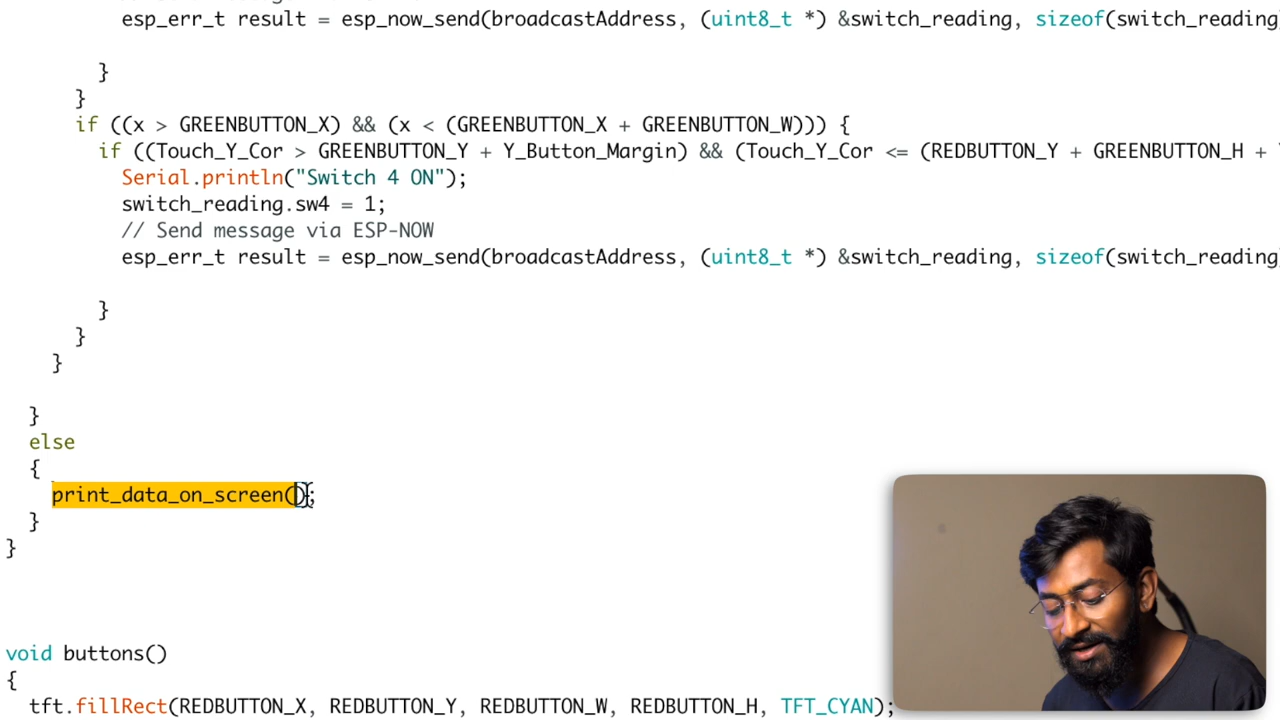 esp_err_t result = esp_now_send(broadcastAddress, (uint8_t *) &switch_reading, sizeof(switch_reading)
}
}
if ((x > GREENBUTTON_X) && (x < (GREENBUTTON_X + GREENBUTTON_W))) {
if ((Touch_Y_Cor > GREENBUTTON_Y + Y_Button_Margin) && (Touch_Y_Cor <= (REDBUTTON_Y + GREENBUTTON_H +
Serial.println("Switch 4 ON");
switch_reading.sw4 = 1;
// Send message via ESP-NOW
esp_err_t result = esp_now_send(broadcastAddress, (uint8_t *) &switch_reading, sizeof(switch_reading)
}
}
}
}
else
{
print_data_on_screen();
}
}
void buttons()
{
tft.fillRect(REDBUTTON_X, REDBUTTON_Y, REDBUTTON_W, REDBUTTON_H, TFT_CYAN);